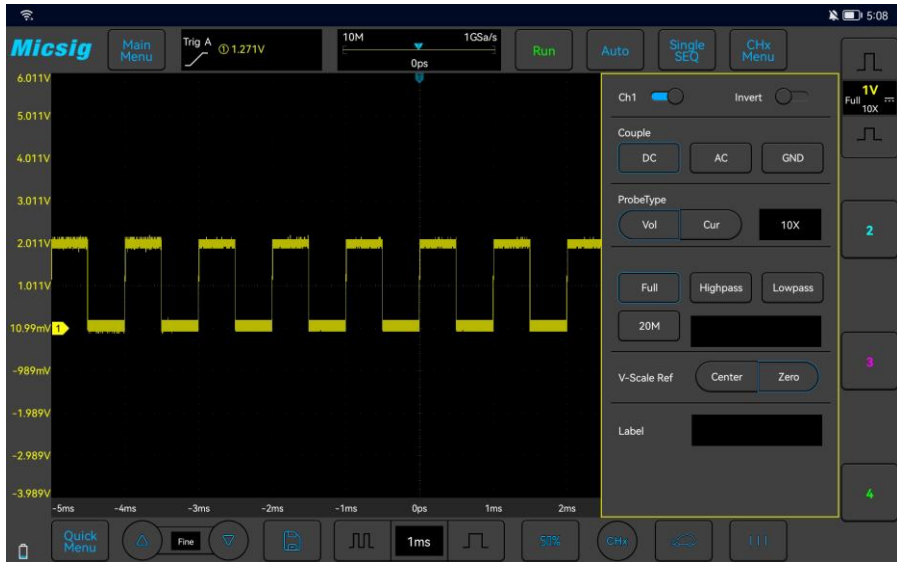 5:08
Micsig
Main Menu
Trig A
① 1.271V
10M
1GSa/s
0ps
Run
Auto
Single SEQ
CHx Menu
6.011V
5.011V
4.011V
3.011V
2.011V
1.011V
10.99mV
1
-989mV
-1.989V
-2.989V
-3.989V
-5ms
-4ms
-3ms
-2ms
-1ms
0ps
1ms
2ms
Ch1
Invert
Couple
DC
AC
GND
ProbeType
Vol
Cur
10X
Full
Highpass
Lowpass
20M
V-Scale Ref
Center
Zero
Label
1V
Full
10X
2
3
4
Quick Menu
Fine
1ms
50%
CHx